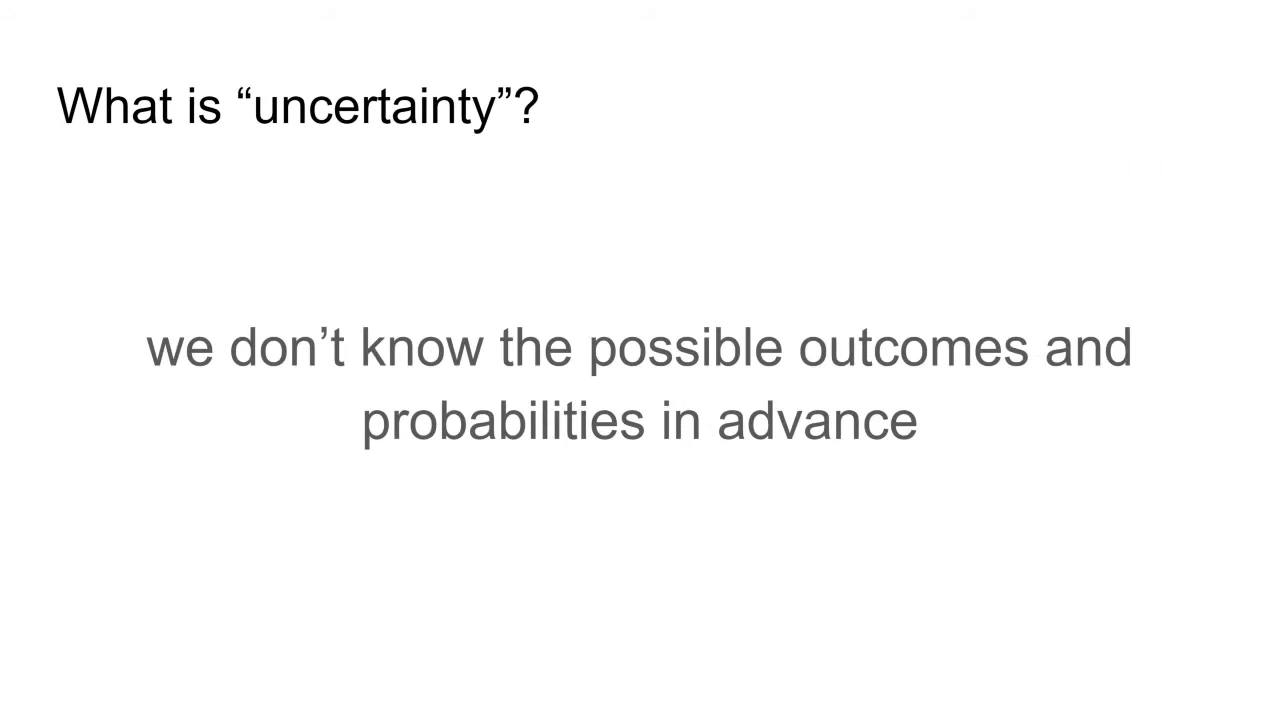 What is “uncertainty”?
we don’t know the possible outcomes and
probabilities in advance